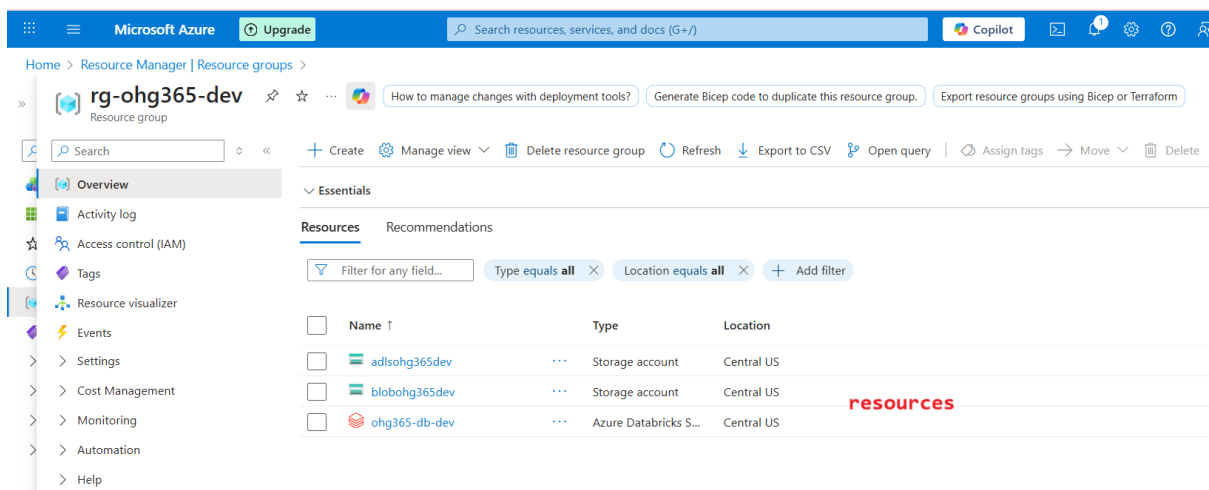 Microsoft Azure Upgrade Search resources, services, and docs (G+/) Copilot 1
Home > Resource Manager | Resource groups >
rg-ohg365-dev ... How to manage changes with deployment tools? Generate Bicep code to duplicate this resource group. Export resource groups using Bicep or Terraform
Resource group
Search Create Manage view Delete resource group Refresh Export to CSV Open query Assign tags Move Delete
Overview
Essentials
Activity log
Resources Recommendations
Access control (IAM)
Tags
Filter for any field... Type equals all Location equals all Add filter
Resource visualizer
Events
Name ↑ Type Location
Settings
adlsohg365dev ... Storage account Central US
Cost Management
blobohg365dev ... Storage account Central US
resources
Monitoring
ohg365-db-dev ... Azure Databricks S... Central US
Automation
Help